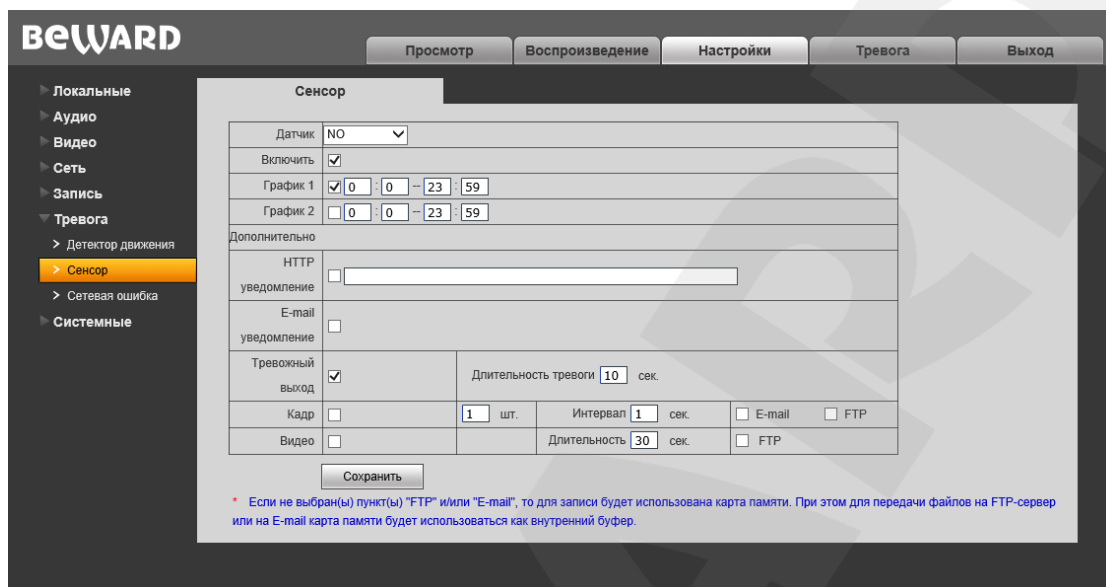 BEWARD
Просмотр Воспроизведение Настройки Тревога Выход
Локальные
Аудио
Видео
Сеть
Запись
Тревога
> Детектор движения
> Сенсор
> Сетевая ошибка
Системные
Сенсор
Датчик NO
Включить
График 1 0 : 0 -- 23 : 59
График 2 0 : 0 -- 23 : 59
Дополнительно
HTTP
уведомление
E-mail
уведомление
Тревожный
выход
Длительность тревоги 10 сек.
Кадр 1 шт. Интервал 1 сек. E-mail FTP
Видео Длительность 30 сек. FTP
Сохранить
* Если не выбран(ы) пункт(ы) "FTP" и/или "E-mail", то для записи будет использована карта памяти. При этом для передачи файлов на FTP-сервер
или на E-mail карта памяти будет использоваться как внутренний буфер.